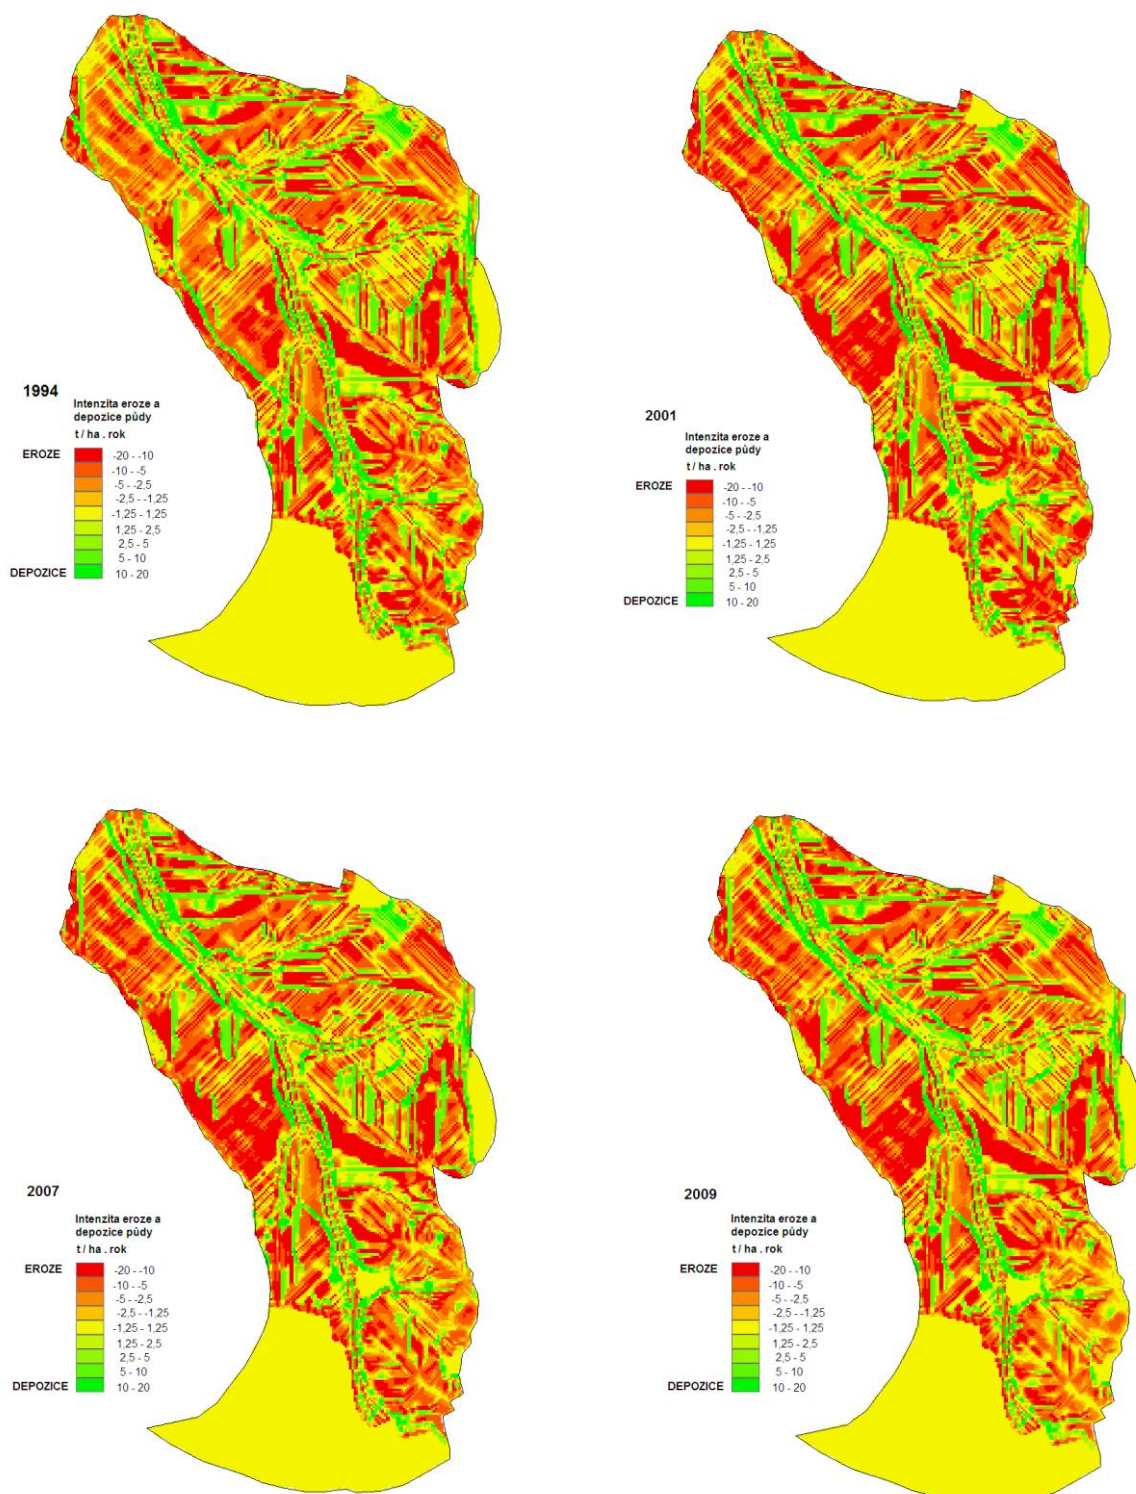 1994
Intenzita eroze a
depozice půdy
t / ha . rok
EROZE
-20 - -10
-10 - -5
-5 - -2,5
-2,5 - -1,25
-1,25 - 1,25
1,25 - 2,5
2,5 - 5
5 - 10
DEPOZICE
10 - 20
2001
Intenzita eroze a
depozice půdy
t / ha . rok
EROZE
-20 - -10
-10 - -5
-5 - -2,5
-2,5 - -1,25
-1,25 - 1,25
1,25 - 2,5
2,5 - 5
5 - 10
DEPOZICE
10 - 20
2007
Intenzita eroze a
depozice půdy
t / ha . rok
EROZE
-20 - -10
-10 - -5
-5 - -2,5
-2,5 - -1,25
-1,25 - 1,25
1,25 - 2,5
2,5 - 5
5 - 10
DEPOZICE
10 - 20
2009
Intenzita eroze a
depozice půdy
t / ha . rok
EROZE
-20 - -10
-10 - -5
-5 - -2,5
-2,5 - -1,25
-1,25 - 1,25
1,25 - 2,5
2,5 - 5
5 - 10
DEPOZICE
10 - 20